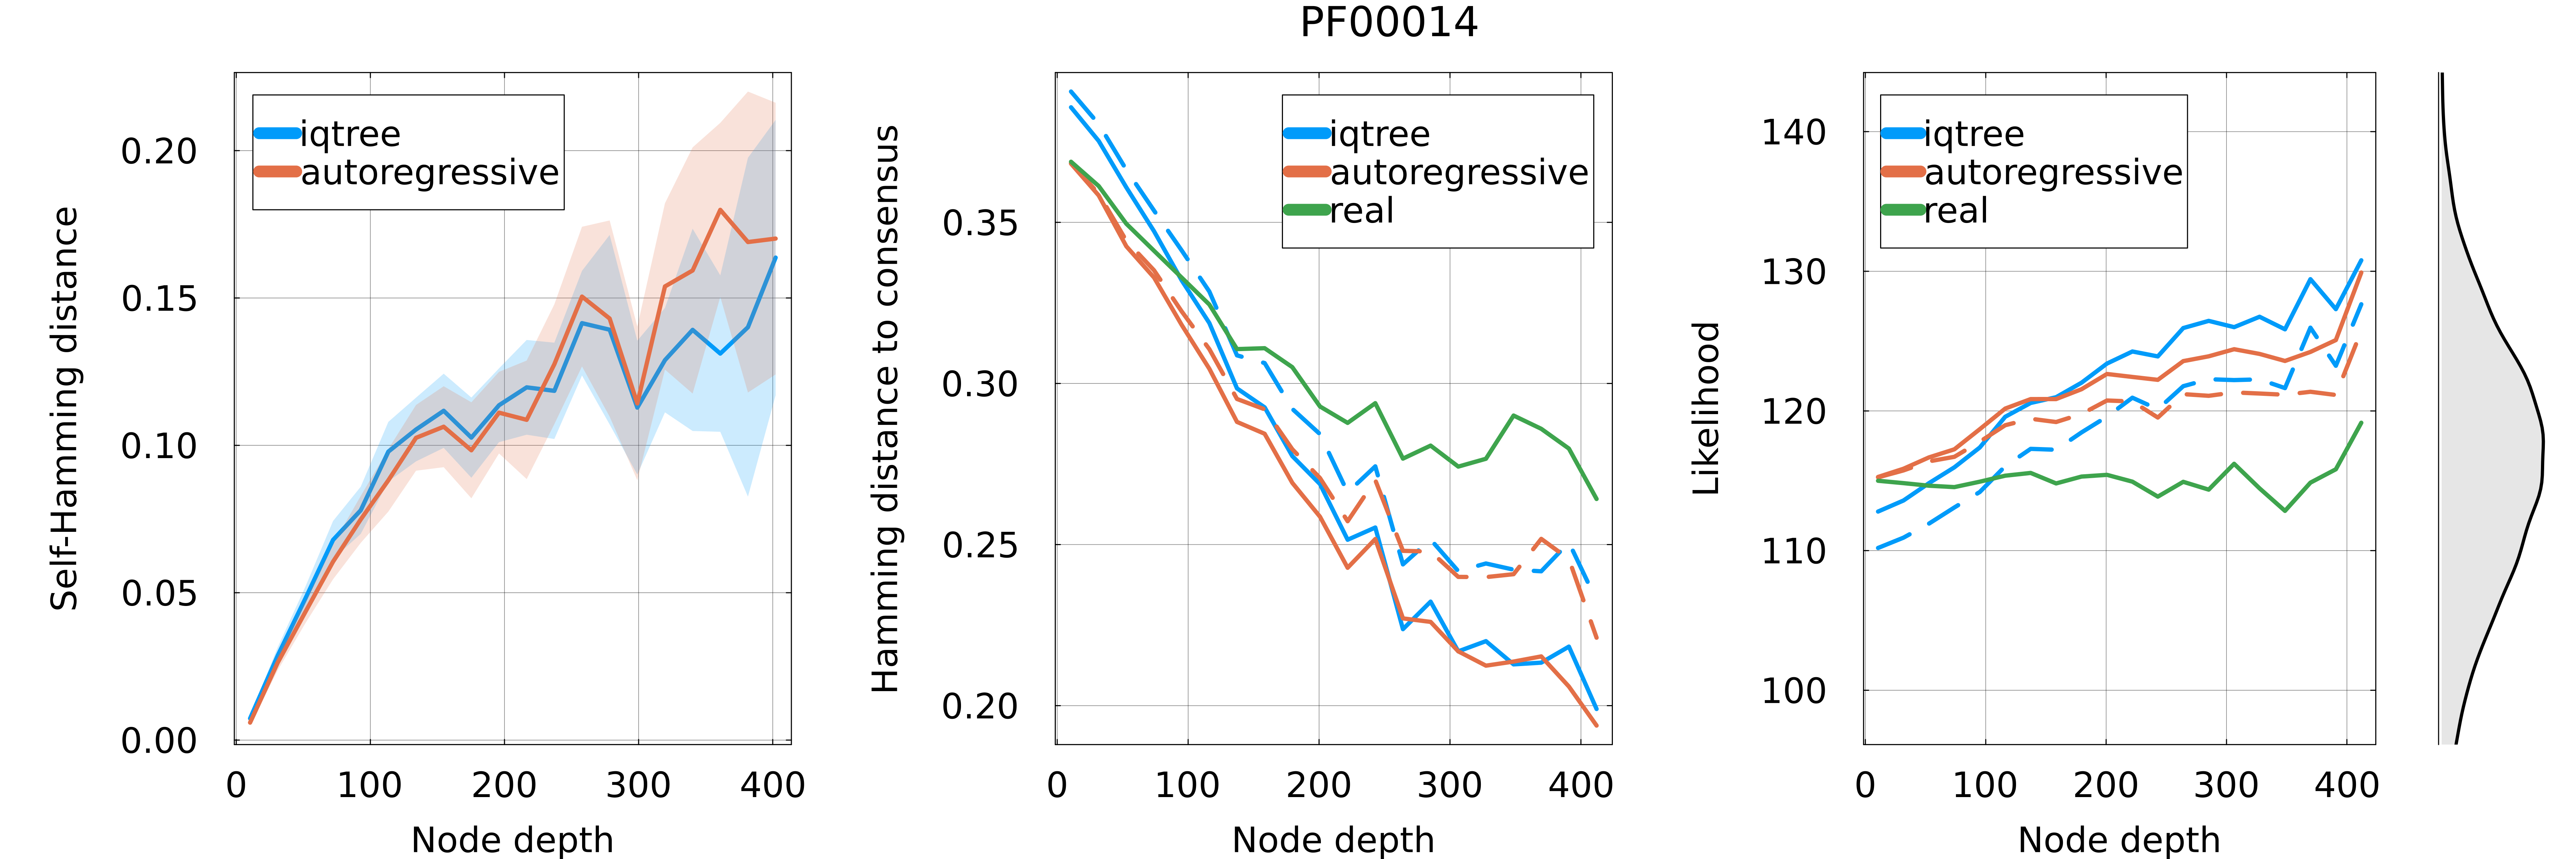 PF00014
Self-Hamming distance
0.20
0.15
0.10
0.05
0.00
iqtree
autoregressive
0 100 200 300 400
Node depth
Hamming distance to consensus
0.35
0.30
0.25
0.20
iqtree
autoregressive
real
0 100 200 300 400
Node depth
Likelihood
140
130
120
110
100
iqtree
autoregressive
real
0 100 200 300 400
Node depth